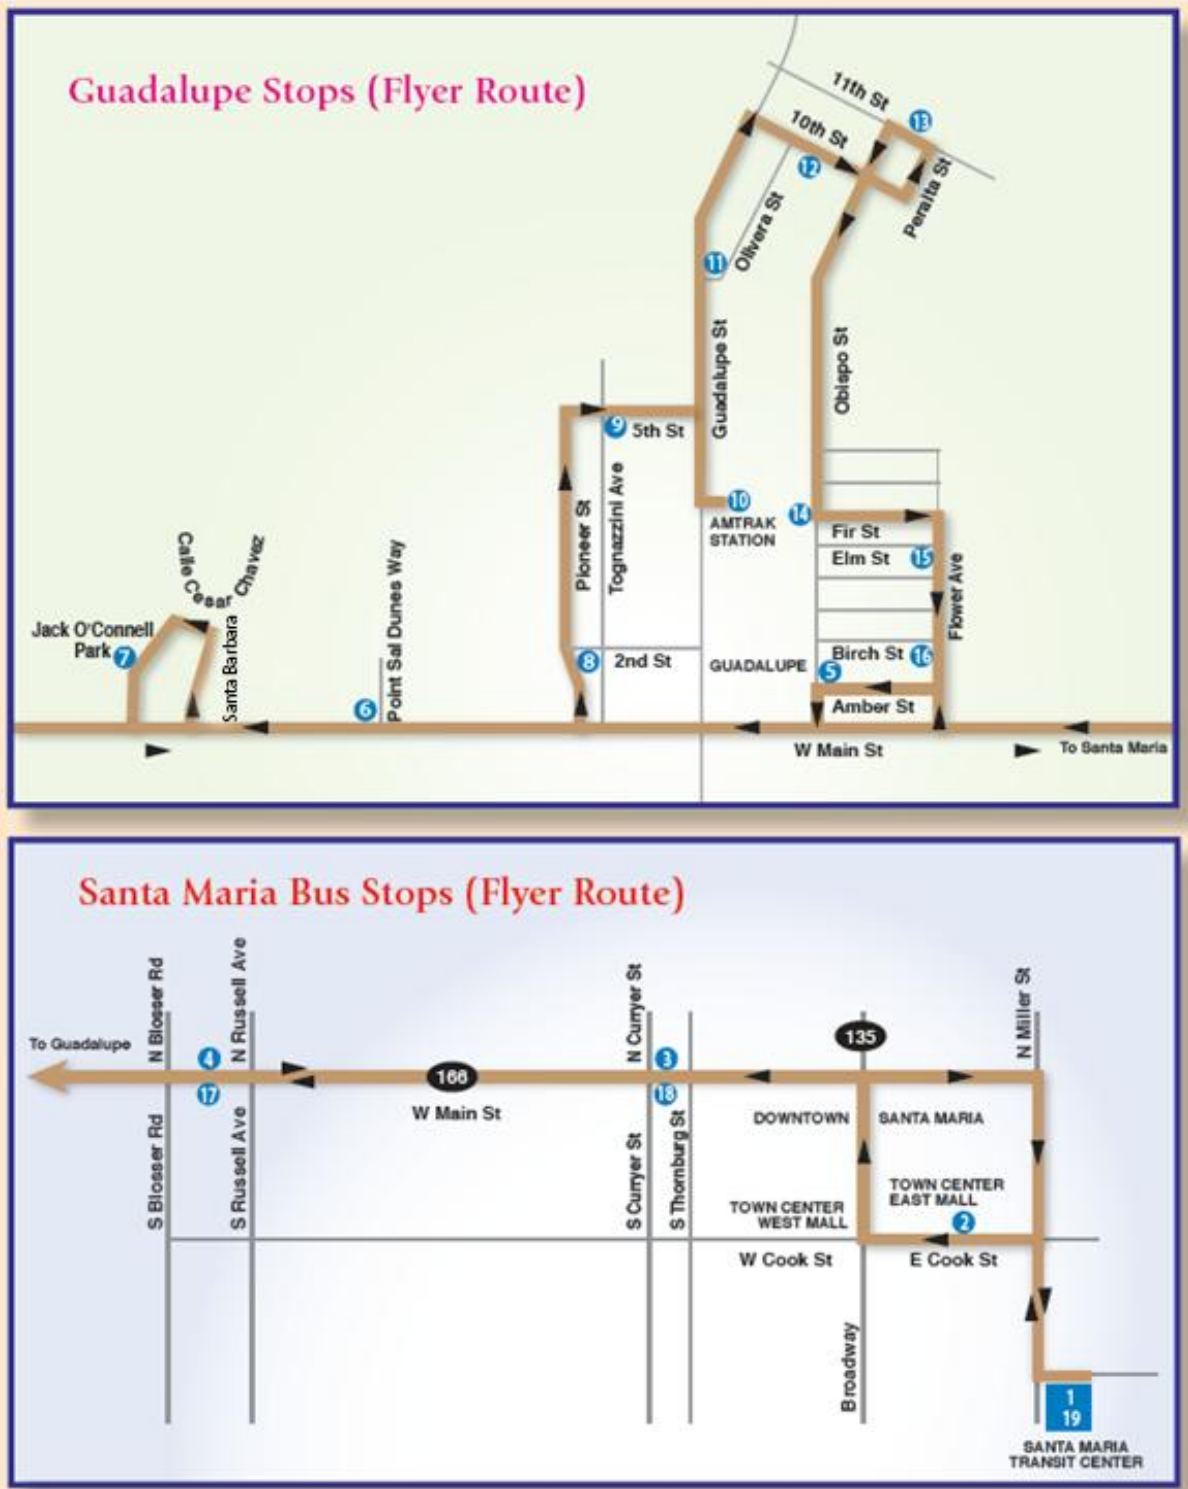 Guadalupe Stops (Flyer Route)
11th St
13
10th St
12
Peralta St
Olivera St
11
Guadalupe St
Obispo St
9
5th St
Tognazzini Ave
Pioneer St
10
AMTRAK
STATION
14
Fir St
Elm St
15
Flower Ave
Calle Cesar Chavez
Point Sal Dunes Way
Jack O'Connell
Park
7
Santa Barbara
6
8
2nd St
GUADALUPE
5
Birch St
16
Amber St
W Main St
To Santa Maria
Santa Maria Bus Stops (Flyer Route)
N Blosser Rd
N Russell Ave
N Curryer St
N Miller St
To Guadalupe
4
3
135
17
166
18
W Main St
DOWNTOWN
SANTA MARIA
S Blosser Rd
S Russell Ave
S Curryer St
S Thornburg St
TOWN CENTER
EAST MALL
TOWN CENTER
WEST MALL
2
W Cook St
E Cook St
Broadway
1
19
SANTA MARIA
TRANSIT CENTER